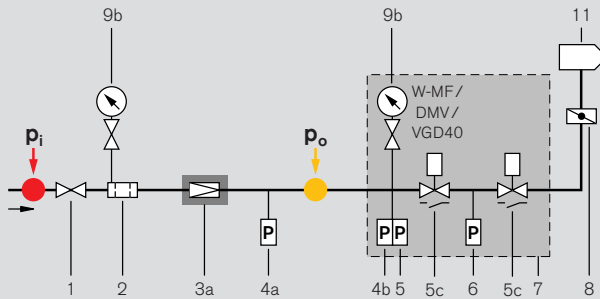 9b 9b 11
W-MF/
DMV/
VGD40
pi po
P P P P
1 2 3a 4a 4b 5 5c 6 5c 7 8